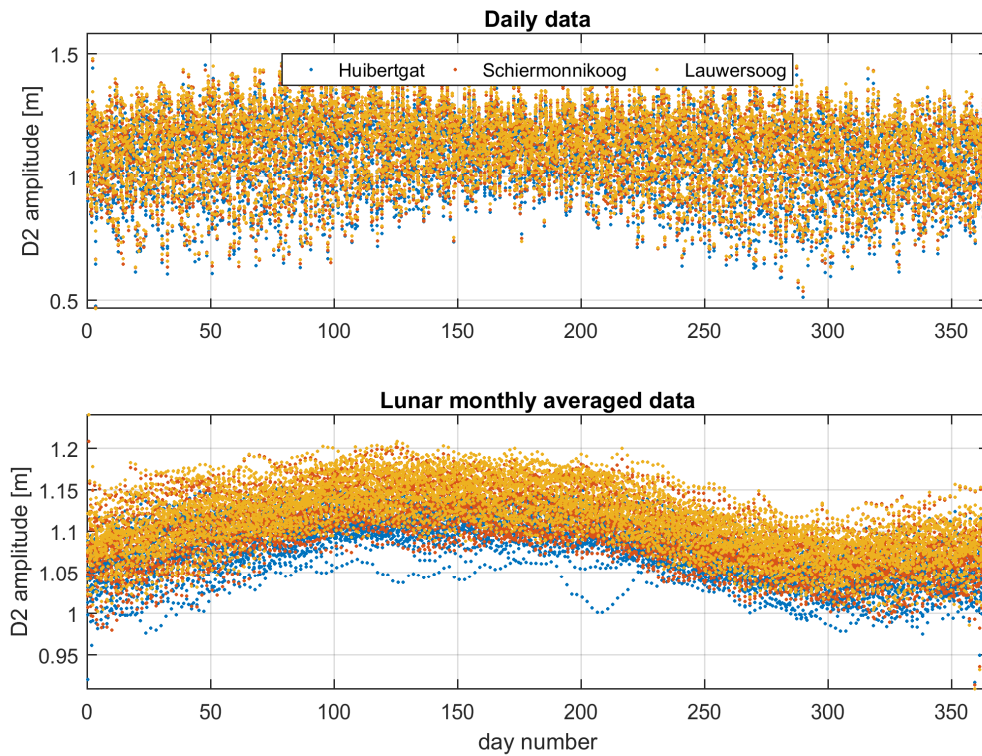 Daily data
Huibertgat Schiermonnikoog Lauwersoog
D2 amplitude [m]
1.5
1
0.5
0 50 100 150 200 250 300 350
Lunar monthly averaged data
D2 amplitude [m]
1.2
1.15
1.1
1.05
1
0.95
0 50 100 150 200 250 300 350
day number